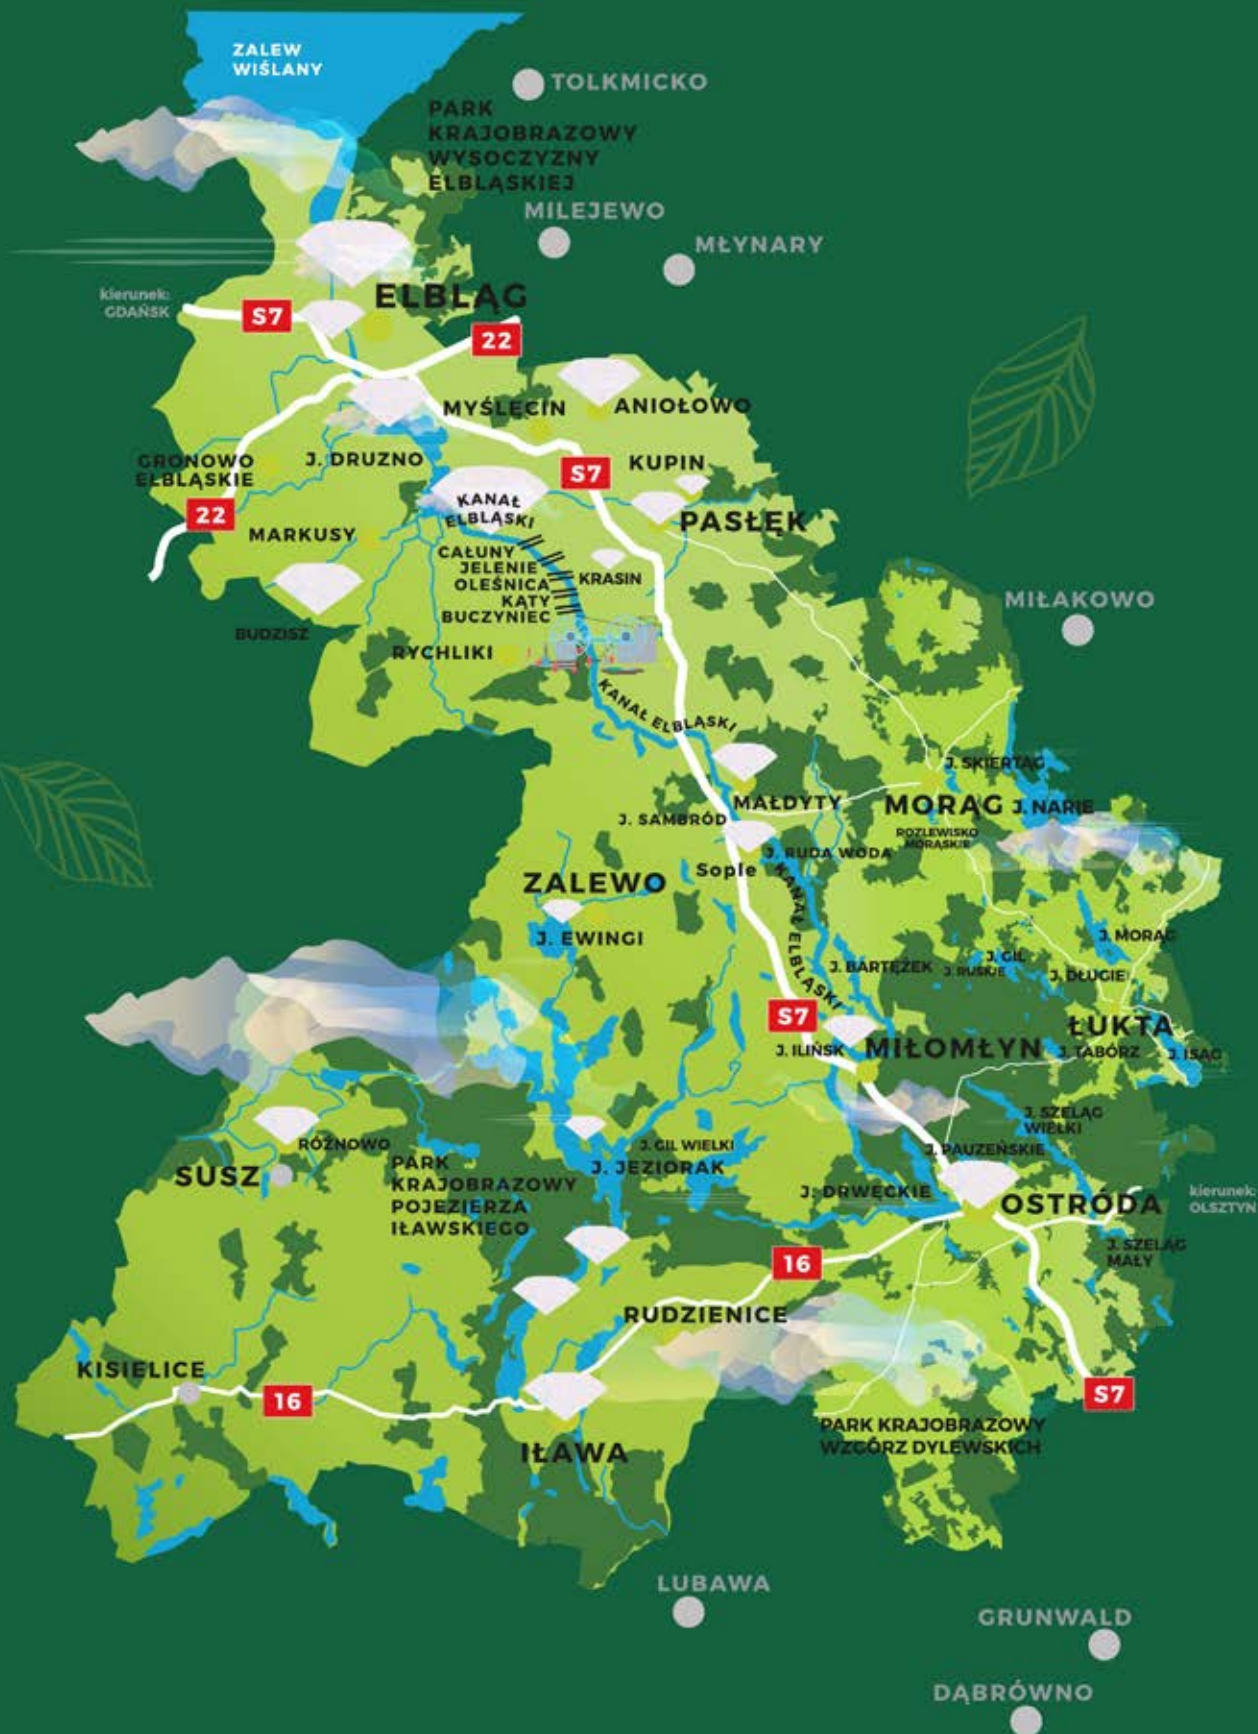 ZALEW
WIŚLANY
TOLKMICKO
PARK
KRAJOBRAZOWY
WYSOCZYZNY
ELBLĄSKIEJ
MILEJEWO
MŁYNARY
kierunek:
GDAŃSK
S7
ELBLĄG
22
MYŚLĘCIN
ANIOŁOWO
GRONOWO
ELBLĄSKIE
J. DRUZNO
S7
KUPIN
22
KANAŁ
ELBLĄSKI
PASŁĘK
MARKUSY
CAŁUNY
JELENIE
OLEŚNICA
KĄTY
BUCZYNIEC
KRASIN
MIŁAKOWO
BUDZISZ
RYCHLIKI
KANAŁ ELBLĄSKI
J. SKIERTĄG
MAŁDYTY
MORĄG
J. NARIE
J. SAMBRÓD
ROZLEWISKO
MORĄSKIE
J. RUDA WODA
Sople
ZALEWO
KANAŁ ELBLĄSKI
J. EWINGI
J. MORĄG
J. BARTĘŻEK
J. GIL
J. RUSKIE
J. DŁUGIE
S7
ŁUKTA
J. ILIŃSK
MIŁOMŁYN
J. TABÓRZ
J. ISĄG
J. SZELĄG
WIELKI
RÓŻNOWO
J. GIL WIELKI
J. PAUZEŃSKIE
SUSZ
PARK
KRAJOBRAZOWY
POJEZIERZA
IŁAWSKIEGO
J. JEZIORAK
J. DRWĘCKIE
OSTRÓDA
kierunek:
OLSZTYN
J. SZELĄG
MAŁY
16
RUDZIENICE
KISIELICE
16
S7
PARK KRAJOBRAZOWY
WZGÓRZ DYLEWSKICH
IŁAWA
LUBAWA
GRUNWALD
DĄBRÓWNO